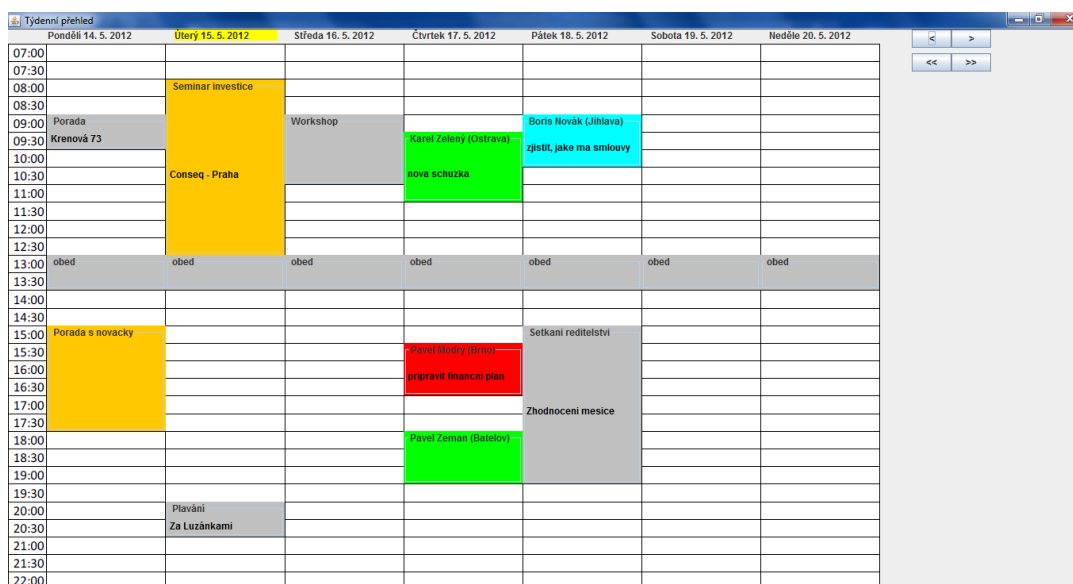 Týdenní přehled
Pondělí 14. 5. 2012 Úterý 15. 5. 2012 Středa 16. 5. 2012 Čtvrtek 17. 5. 2012 Pátek 18. 5. 2012 Sobota 19. 5. 2012 Neděle 20. 5. 2012
< >
07:00
<< >>
07:30
08:00 Seminar investice
08:30
09:00 Porada Workshop Boris Novák (Jihlava)
09:30 Krenová 73 Karel Zelený (Ostrava)
zjistit, jake ma smlouvy
10:00
10:30 Conseq - Praha nova schuzka
11:00
11:30
12:00
12:30
13:00 obed obed obed obed obed obed obed
13:30
14:00
14:30
15:00 Porada s novacky Setkani reditelství
15:30 Pavel Modrý (Brno)
16:00
pripravit financni plan
16:30
17:00
Zhodnoceni mesice
17:30
18:00 Pavel Zeman (Batelov)
18:30
19:00
19:30
20:00 Plavání
20:30 Za Luzánkami
21:00
21:30
22:00